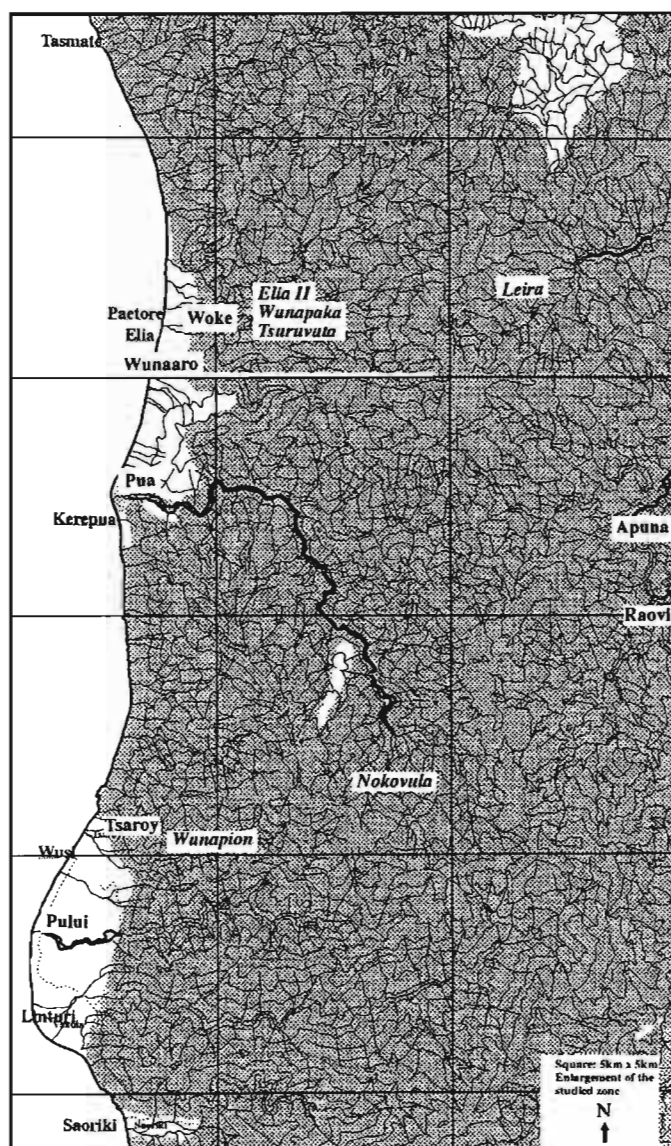 Tasmate
Leira
Elia II
Wunapaka
Tsuruvuta
Paetore
Woke
Elia
Wunaaro
Pua
Kerepua
Apuna
Raovi
Nokovula
Tsaroy
Wunapion
Wusi
Pului
Linturi
Square: 5km x 5km
Enlargement of the
studied zone
N
Saoriki